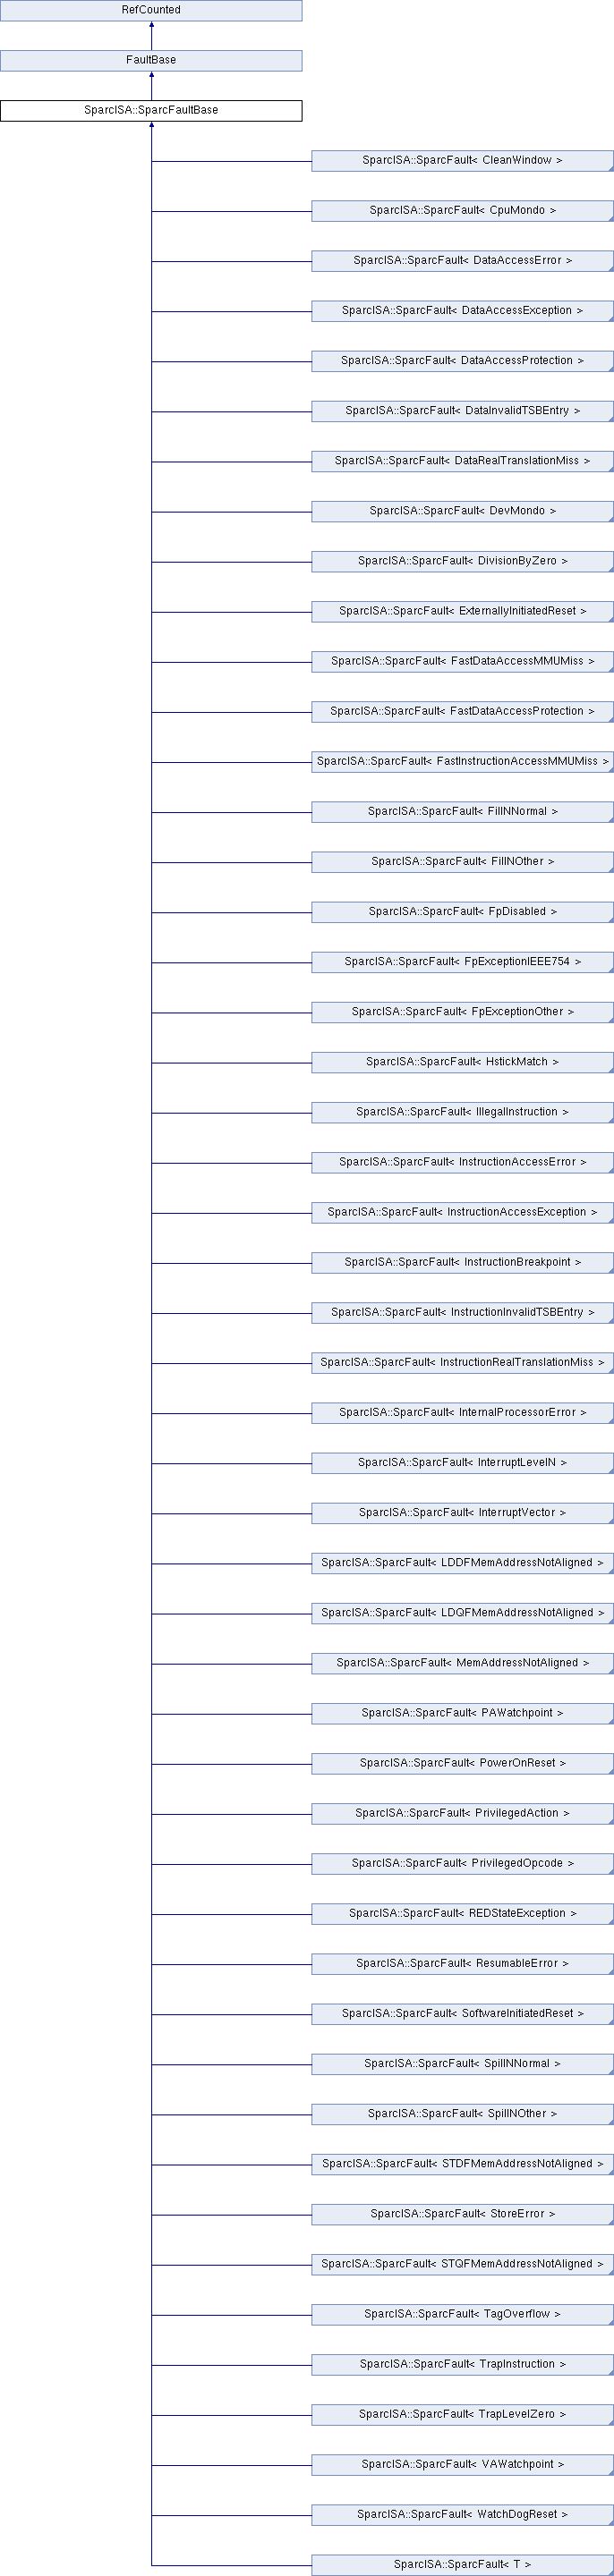 RefCounted
FaultBase
SparcISA::SparcFaultBase
SparcISA::SparcFault< CleanWindow >
SparcISA::SparcFault< CpuMondo >
SparcISA::SparcFault< DataAccessError >
SparcISA::SparcFault< DataAccessException >
SparcISA::SparcFault< DataAccessProtection >
SparcISA::SparcFault< DataInvalidTSBEntry >
SparcISA::SparcFault< DataRealTranslationMiss >
SparcISA::SparcFault< DevMondo >
SparcISA::SparcFault< DivisionByZero >
SparcISA::SparcFault< ExternallyInitiatedReset >
SparcISA::SparcFault< FastDataAccessMMUMiss >
SparcISA::SparcFault< FastDataAccessProtection >
SparcISA::SparcFault< FastInstructionAccessMMUMiss >
SparcISA::SparcFault< FillNNormal >
SparcISA::SparcFault< FillNOther >
SparcISA::SparcFault< FpDisabled >
SparcISA::SparcFault< FpExceptionIEEE754 >
SparcISA::SparcFault< FpExceptionOther >
SparcISA::SparcFault< HstickMatch >
SparcISA::SparcFault< IllegalInstruction >
SparcISA::SparcFault< InstructionAccessError >
SparcISA::SparcFault< InstructionAccessException >
SparcISA::SparcFault< InstructionBreakpoint >
SparcISA::SparcFault< InstructionInvalidTSBEntry >
SparcISA::SparcFault< InstructionRealTranslationMiss >
SparcISA::SparcFault< InternalProcessorError >
SparcISA::SparcFault< InterruptLevelN >
SparcISA::SparcFault< InterruptVector >
SparcISA::SparcFault< LDDFMemAddressNotAligned >
SparcISA::SparcFault< LDQFMemAddressNotAligned >
SparcISA::SparcFault< MemAddressNotAligned >
SparcISA::SparcFault< PAWatchpoint >
SparcISA::SparcFault< PowerOnReset >
SparcISA::SparcFault< PrivilegedAction >
SparcISA::SparcFault< PrivilegedOpcode >
SparcISA::SparcFault< REDStateException >
SparcISA::SparcFault< ResumableError >
SparcISA::SparcFault< SoftwareInitiatedReset >
SparcISA::SparcFault< SpillNNormal >
SparcISA::SparcFault< SpillNOther >
SparcISA::SparcFault< STDFMemAddressNotAligned >
SparcISA::SparcFault< StoreError >
SparcISA::SparcFault< STQFMemAddressNotAligned >
SparcISA::SparcFault< TagOverflow >
SparcISA::SparcFault< TrapInstruction >
SparcISA::SparcFault< TrapLevelZero >
SparcISA::SparcFault< VAWatchpoint >
SparcISA::SparcFault< WatchDogReset >
SparcISA::SparcFault< T >